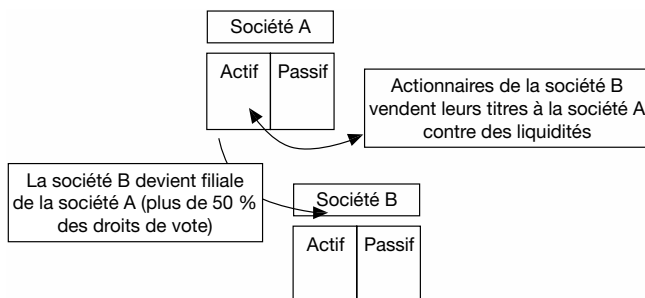 Société A
Actif
Passif
Actionnaires de la société B
vendent leurs titres à la société A
contre des liquidités
La société B devient filiale
de la société A (plus de 50 %
des droits de vote)
Société B
Actif
Passif